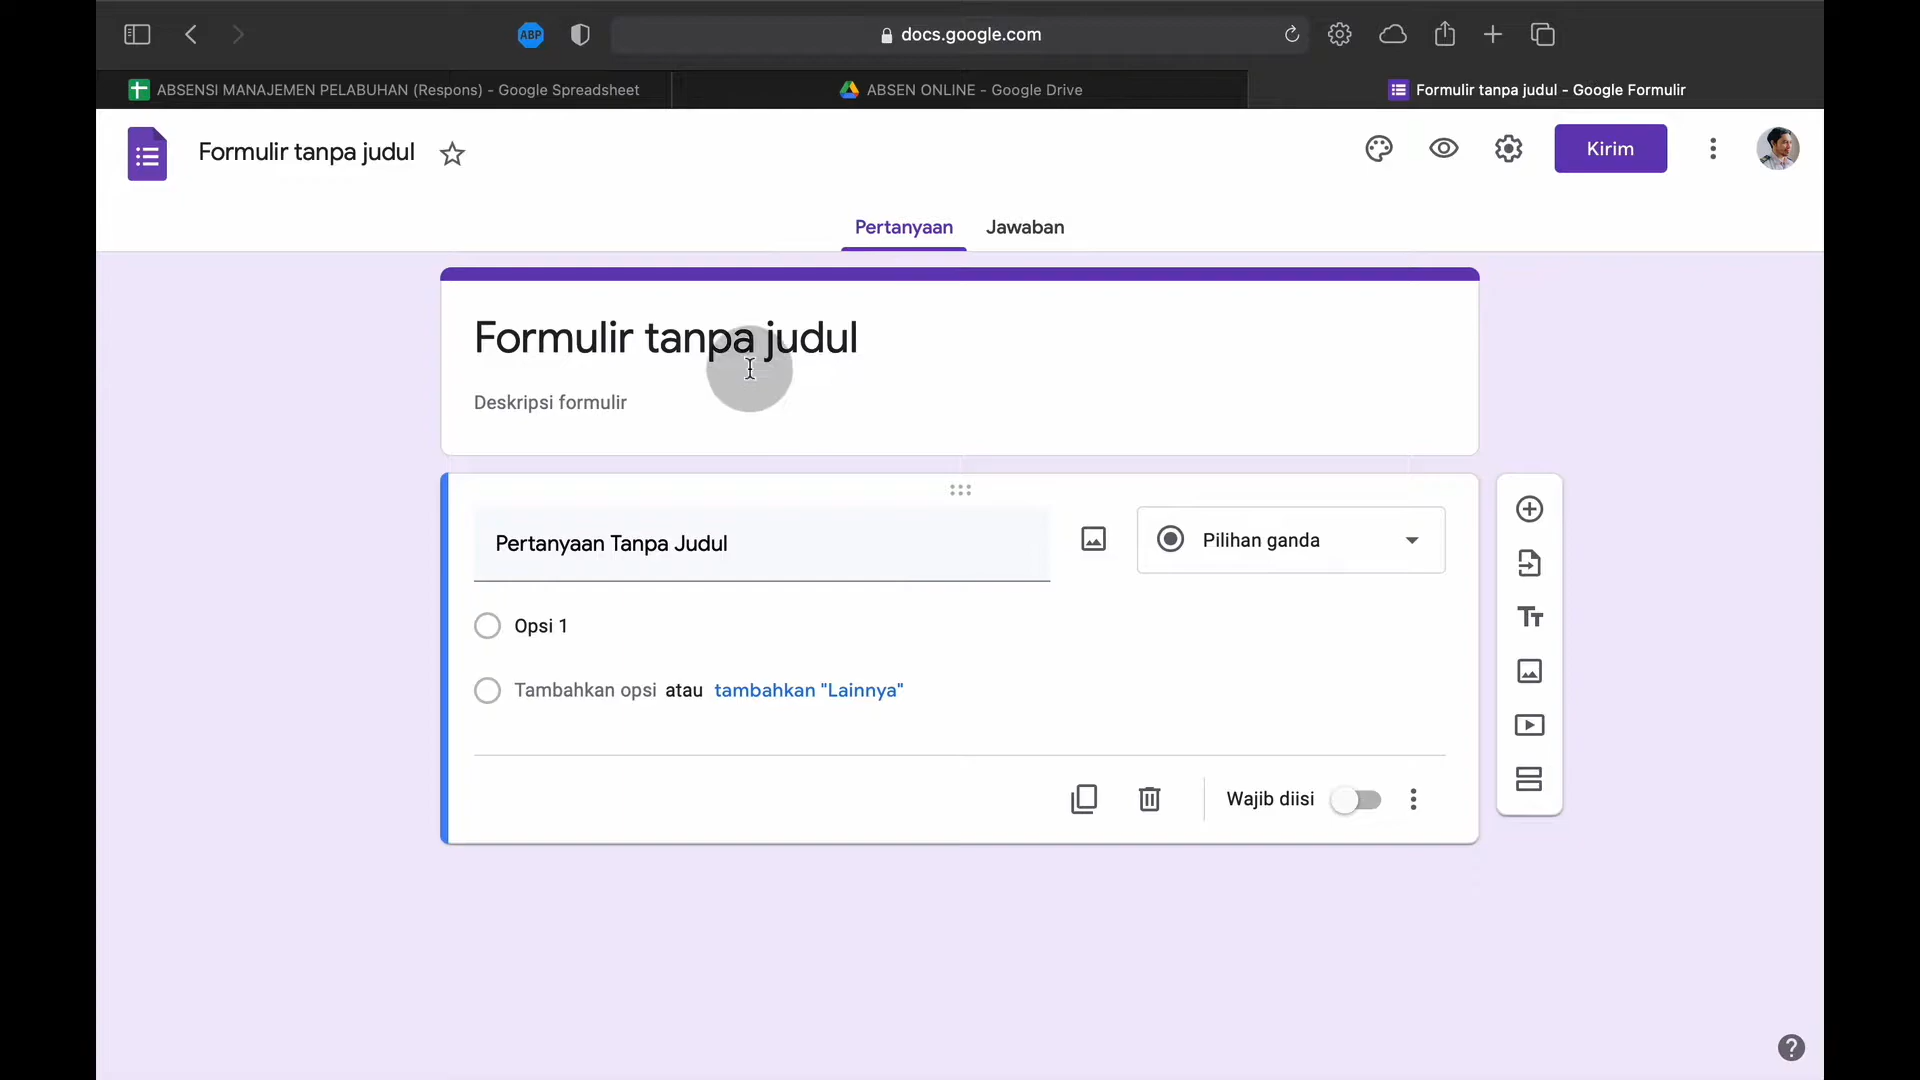 ABP
docs.google.com
ABSENSI MANAJEMEN PELABUHAN (Respons) - Google Spreadsheet
ABSEN ONLINE - Google Drive
Formulir tanpa judul - Google Formulir
Formulir tanpa judul
Kirim
Pertanyaan
Jawaban
Formulir tanpa judul
Deskripsi formulir
Pertanyaan Tanpa Judul
Pilihan ganda
Opsi 1
Tambahkan opsi atau tambahkan "Lainnya"
Wajib diisi